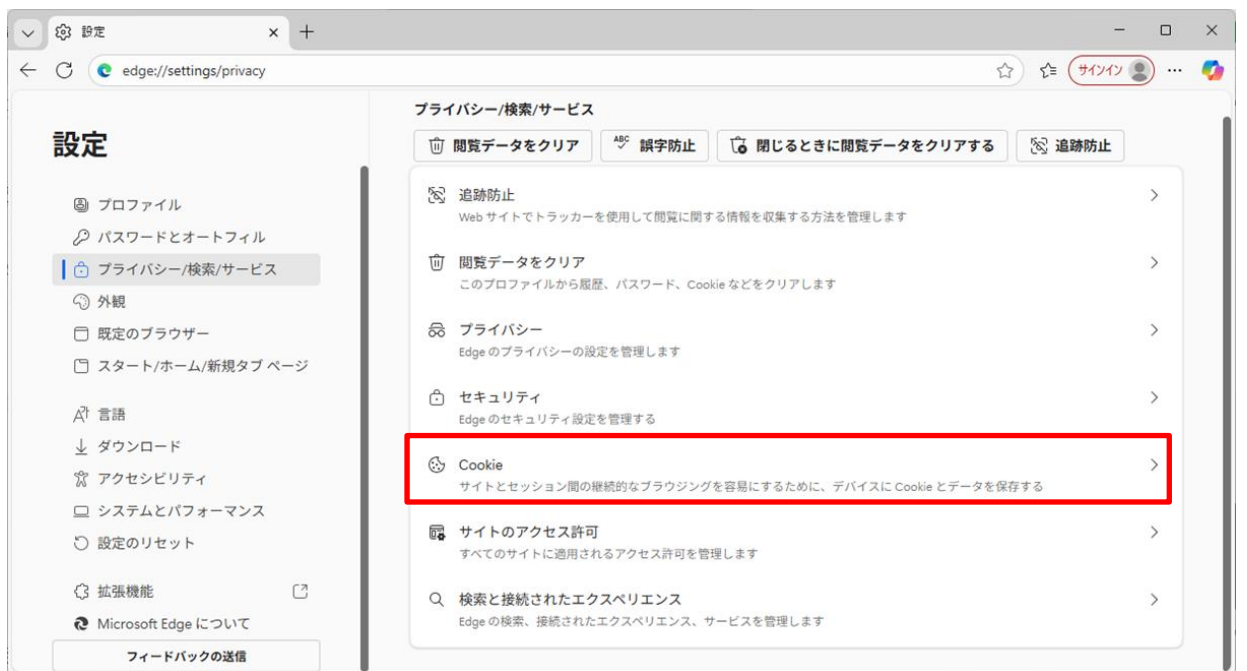 設定
edge://settings/privacy
サインイン
設定
プロファイル
パスワードとオートフィル
プライバシー/検索/サービス
外観
既定のブラウザー
スタート/ホーム/新規タブ ページ
言語
ダウンロード
アクセシビリティ
システムとパフォーマンス
設定のリセット
拡張機能
Microsoft Edge について
フィードバックの送信
プライバシー/検索/サービス
閲覧データをクリア
ABC 誤字防止
閉じるときに閲覧データをクリアする
追跡防止
追跡防止
Web サイトでトラッカーを使用して閲覧に関する情報を収集する方法を管理します
閲覧データをクリア
このプロファイルから履歴、パスワード、Cookie などをクリアします
プライバシー
Edge のプライバシーの設定を管理します
セキュリティ
Edge のセキュリティ設定を管理する
Cookie
サイトとセッション間の継続的なブラウジングを容易にするために、デバイスに Cookie とデータを保存する
サイトのアクセス許可
すべてのサイトに適用されるアクセス許可を管理します
検索と接続されたエクスペリエンス
Edge の検索、接続されたエクスペリエンス、サービスを管理します